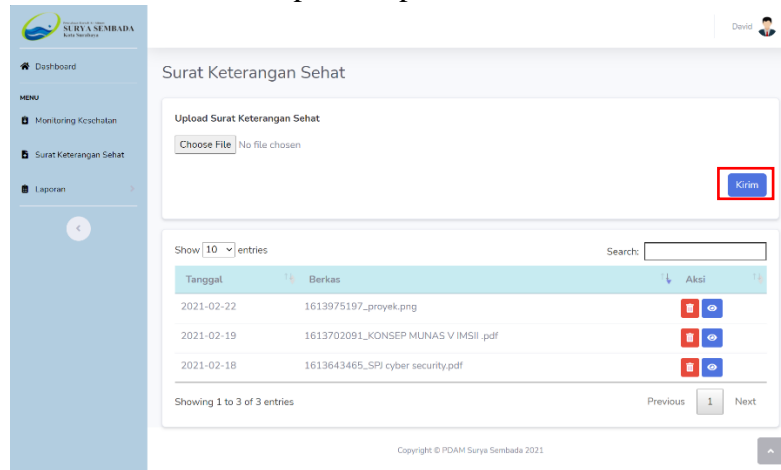 SURYA SEMBADA
Kota Surabaya
David
Dashboard
Surat Keterangan Sehat
MENU
Monitoring Kesehatan
Upload Surat Keterangan Sehat
Choose File No file chosen
Surat Keterangan Sehat
Kirim
Laporan
Show 10 entries
Search:
Tanggal Berkas Aksi
2021-02-22 1613975197_proyek.png
2021-02-19 1613702091_KONSEP MUNAS V IMSII .pdf
2021-02-18 1613643465_SPJ cyber security.pdf
Showing 1 to 3 of 3 entries
Previous 1 Next
Copyright © PDAM Surya Sembada 2021